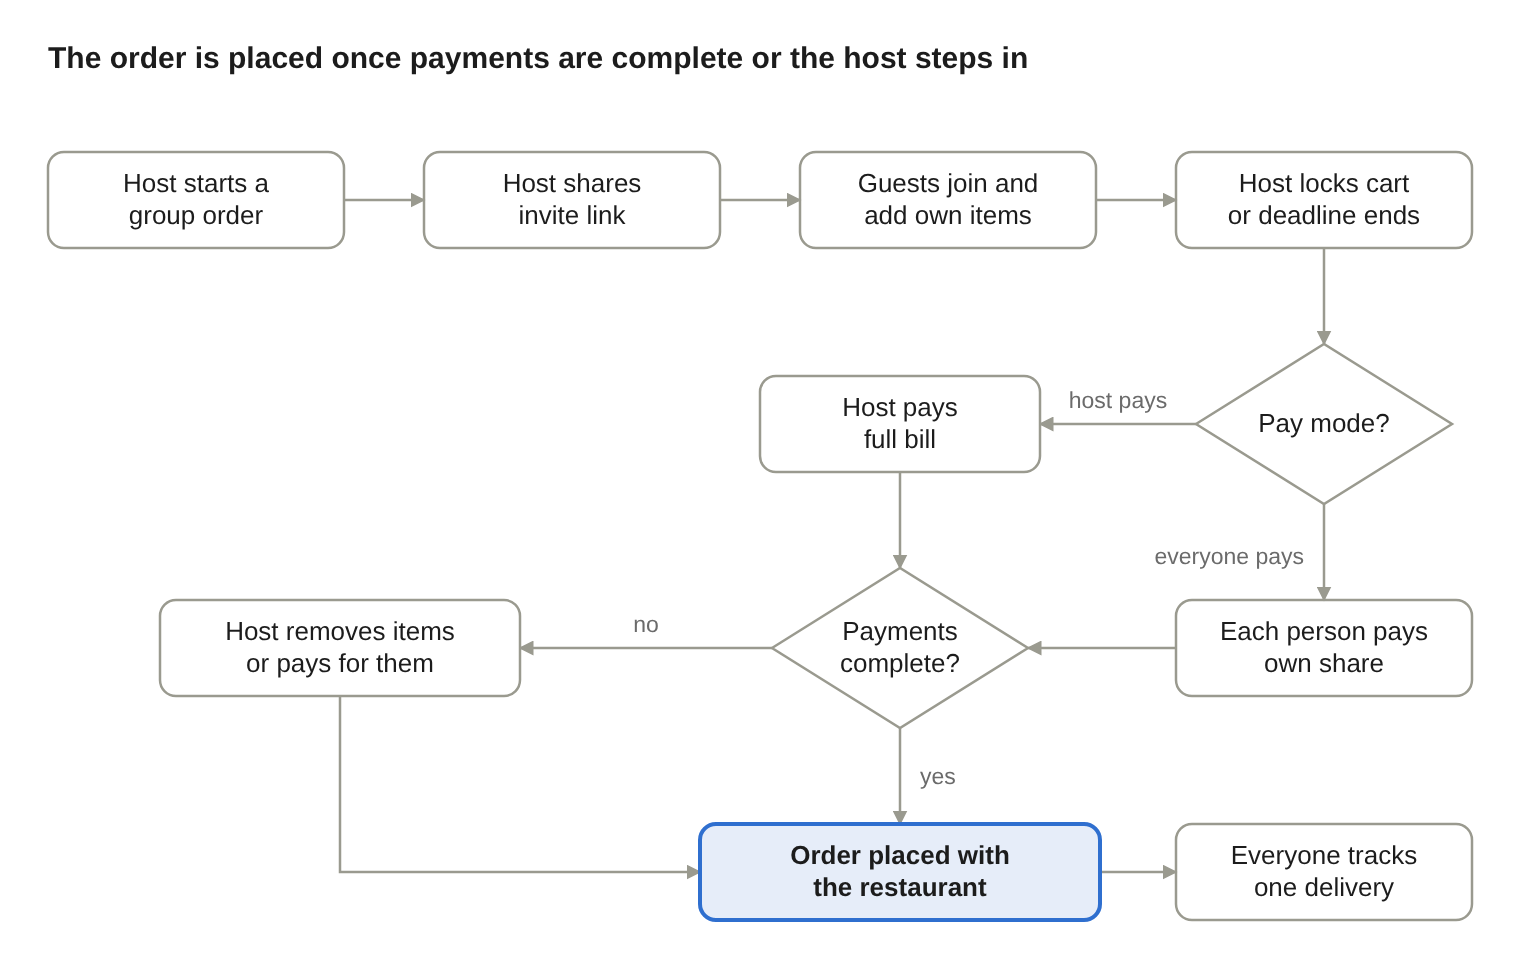 The order is placed once payments are complete or the host steps in
Host starts a
group order
Host shares
invite link
Guests join and
add own items
Host locks cart
or deadline ends
Host pays
full bill
host pays
Pay mode?
everyone pays
Host removes items
or pays for them
no
Payments
complete?
Each person pays
own share
yes
Order placed with
the restaurant
Everyone tracks
one delivery